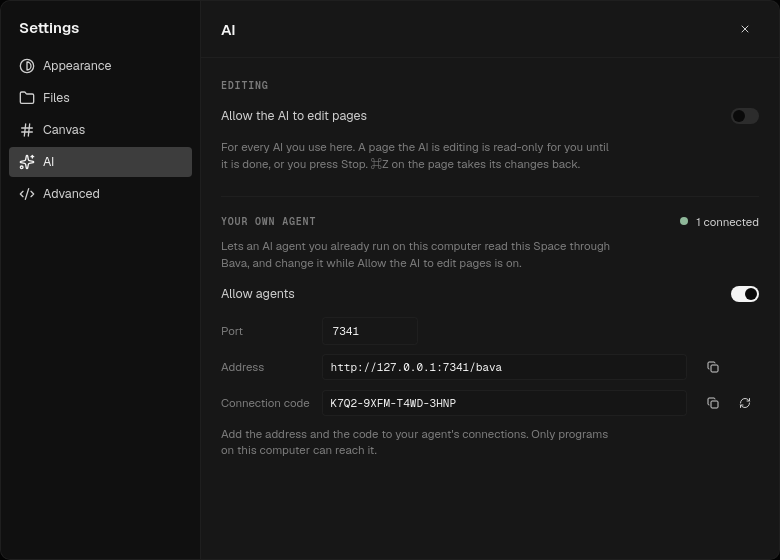 Settings
AI
Appearance
Files
Canvas
AI
Advanced
EDITING
Allow the AI to edit pages
For every AI you use here. A page the AI is editing is read-only for you until
it is done, or you press Stop. ⌘Z on the page takes its changes back.
YOUR OWN AGENT
1 connected
Lets an AI agent you already run on this computer read this Space through
Bava, and change it while Allow the AI to edit pages is on.
Allow agents
Port
7341
Address
http://127.0.0.1:7341/bava
Connection code
K7Q2-9XFM-T4WD-3HNP
Add the address and the code to your agent's connections. Only programs
on this computer can reach it.